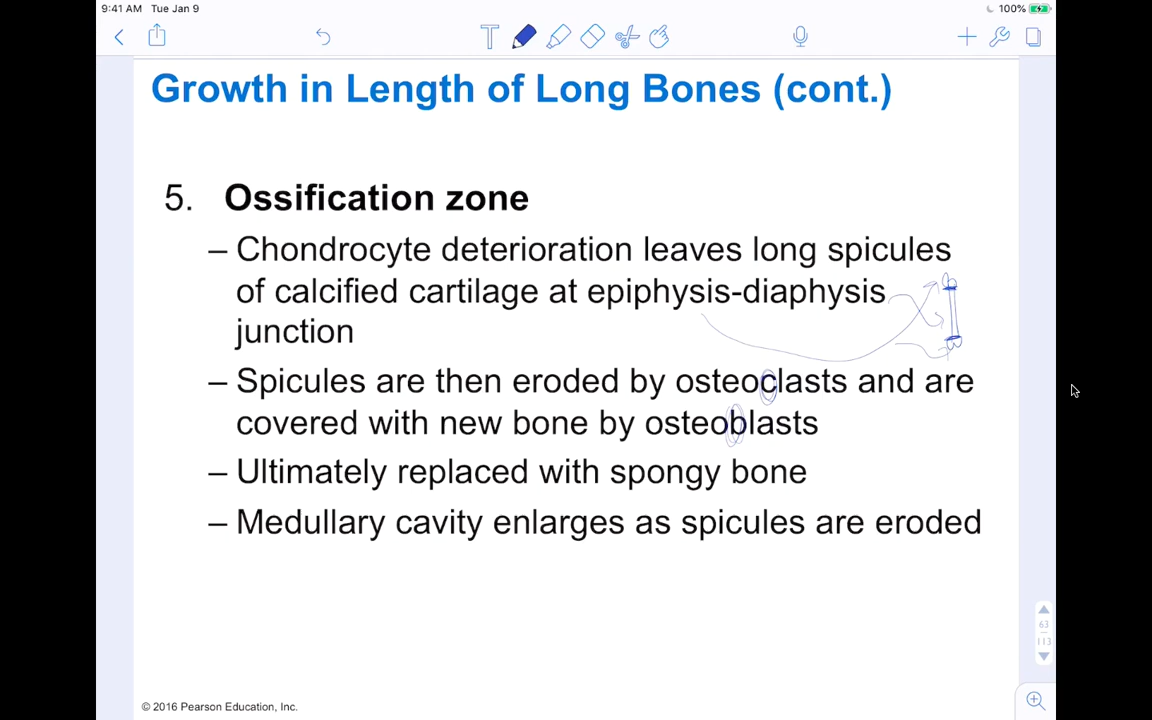 9:41 AM Tue Jan 9
100%
Growth in Length of Long Bones (cont.)
5. Ossification zone
– Chondrocyte deterioration leaves long spicules
of calcified cartilage at epiphysis-diaphysis
junction
– Spicules are then eroded by osteoclasts and are
covered with new bone by osteoblasts
– Ultimately replaced with spongy bone
– Medullary cavity enlarges as spicules are eroded
63
113
© 2016 Pearson Education, Inc.